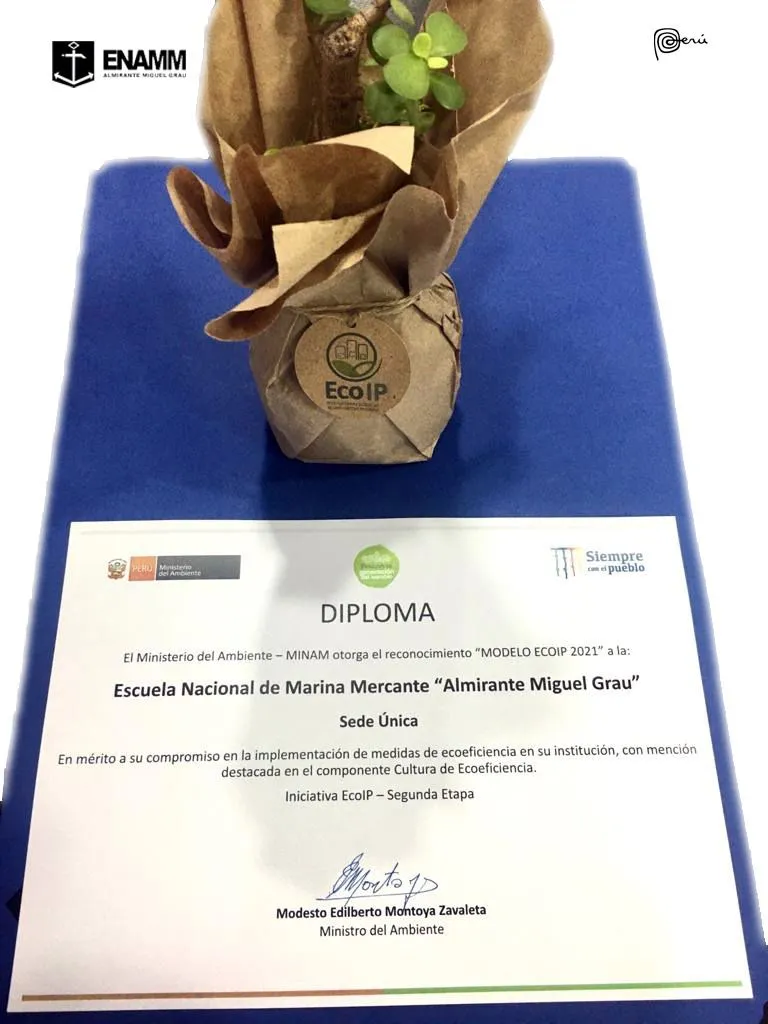 ENAMM
ALMIRANTE MIGUEL GRAU
Perú
EcoIP
PERÚ
Ministerio
del Ambiente
Siempre
con el pueblo
DIPLOMA
El Ministerio del Ambiente – MINAM otorga el reconocimiento “MODELO ECOIP 2021” a la:
Escuela Nacional de Marina Mercante “Almirante Miguel Grau”
Sede Única
En mérito a su compromiso en la implementación de medidas de ecoeficiencia en su institución, con mención
destacada en el componente Cultura de Ecoeficiencia.
Iniciativa EcoIP – Segunda Etapa
Modesto Edilberto Montoya Zavaleta
Ministro del Ambiente